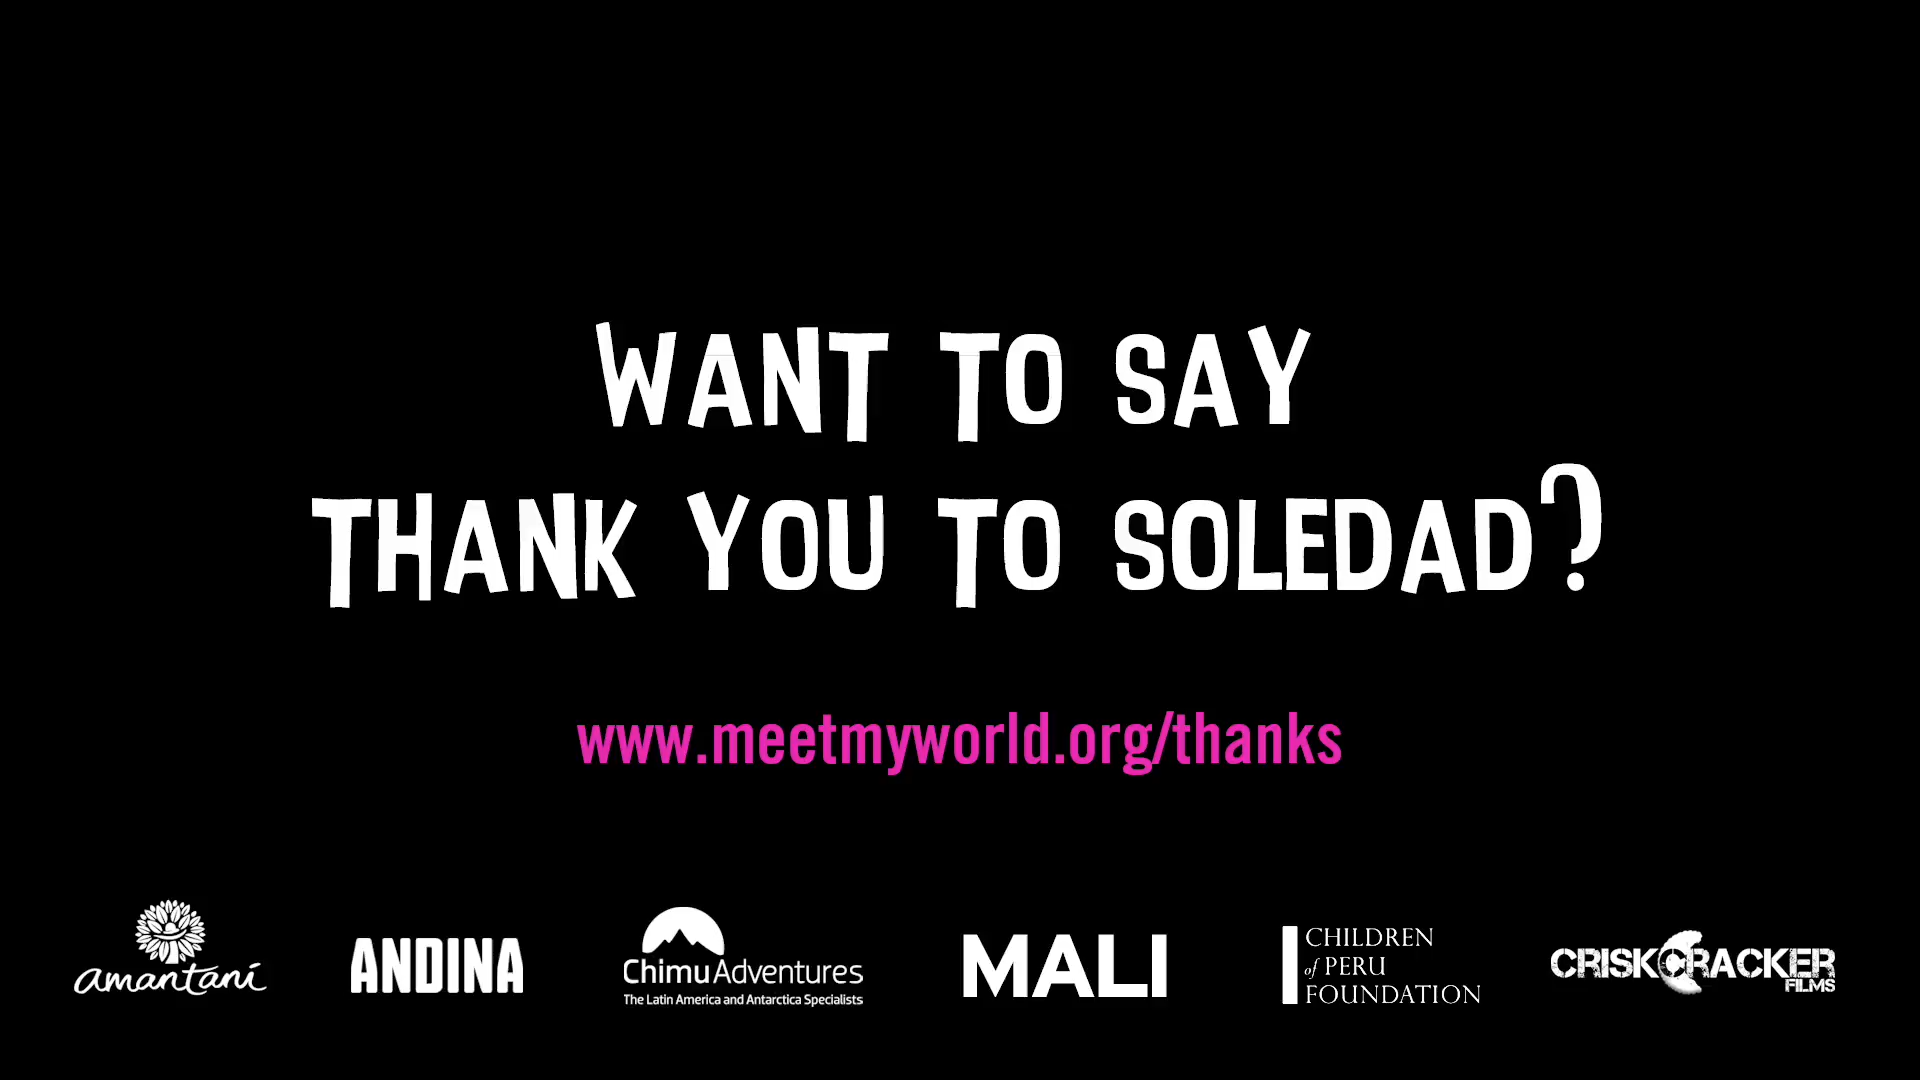 WANT TO SAY
THANK YOU TO SOLEDAD?
www.meetmyworld.org/thanks
amantani
ANDINA
ChimuAdventures
The Latin America and Antarctica Specialists
MALI
CHILDREN
of PERU
FOUNDATION
CRISKCRACKER
FILMS